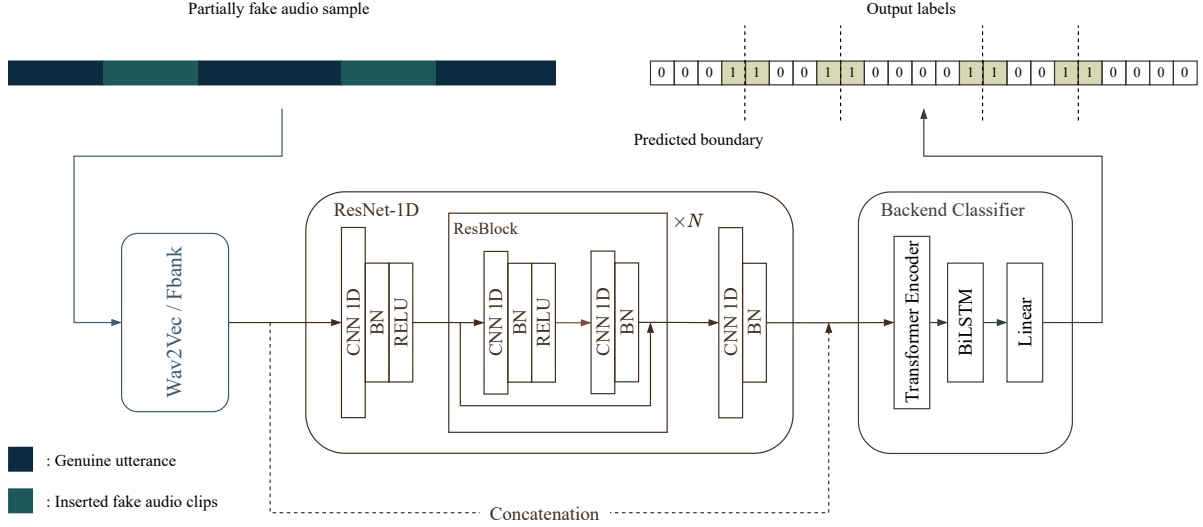 Partially fake audio sample
Output labels
0 0 0 1 1 0 0 1 1 0 0 0 0 1 1 0 0 1 1 0 0 0 0
Predicted boundary
ResNet-1D
ResBlock
×N
Backend Classifier
Wav2Vec / Fbank
CNN 1D
BN
RELU
CNN 1D
BN
RELU
CNN 1D
BN
CNN 1D
BN
Transformer Encoder
BiLSTM
Linear
: Genuine utterance
: Inserted fake audio clips
Concatenation